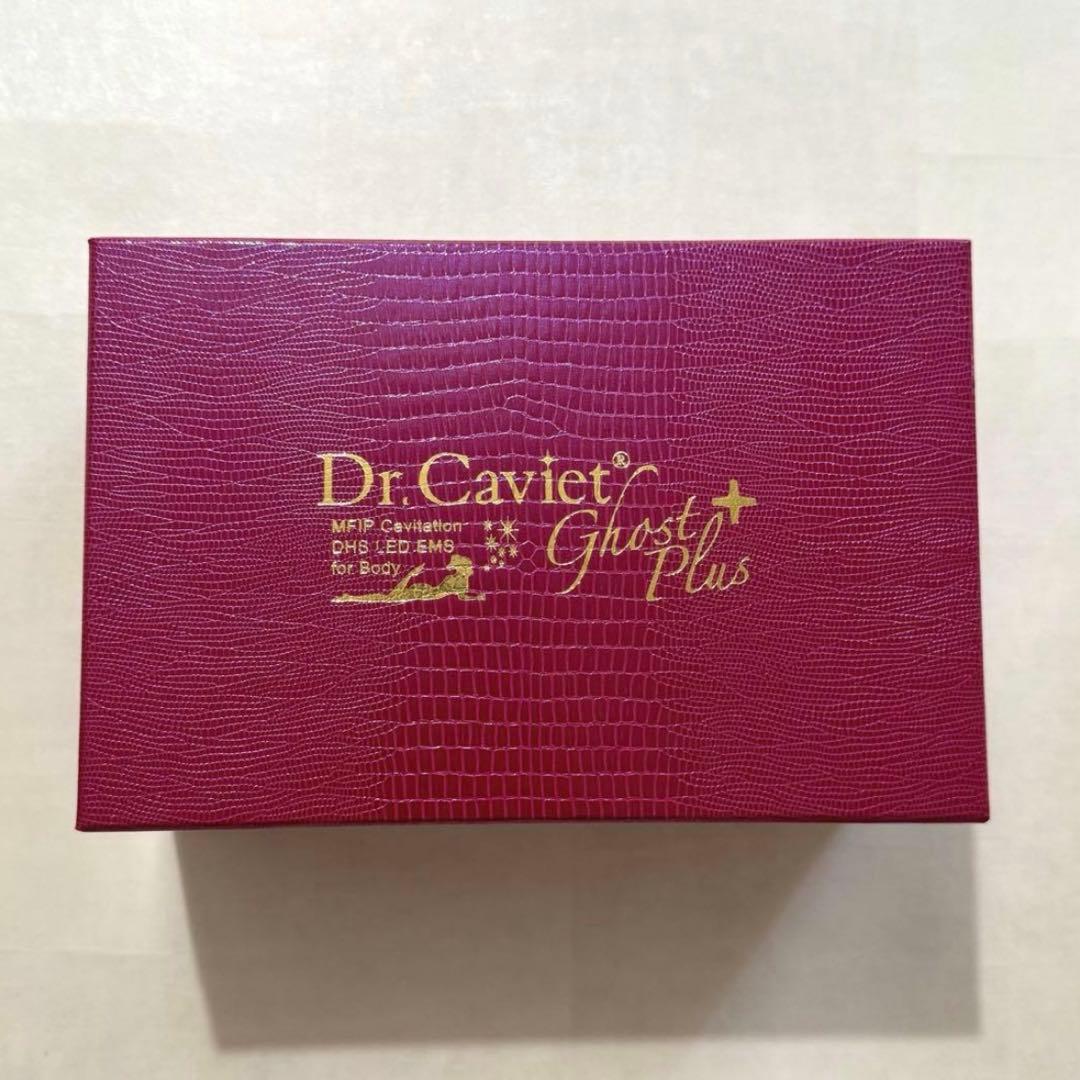 Dr. Caviet®
MFIP Cavitation
DHS LED EMS
for Body
Ghost
Plus+